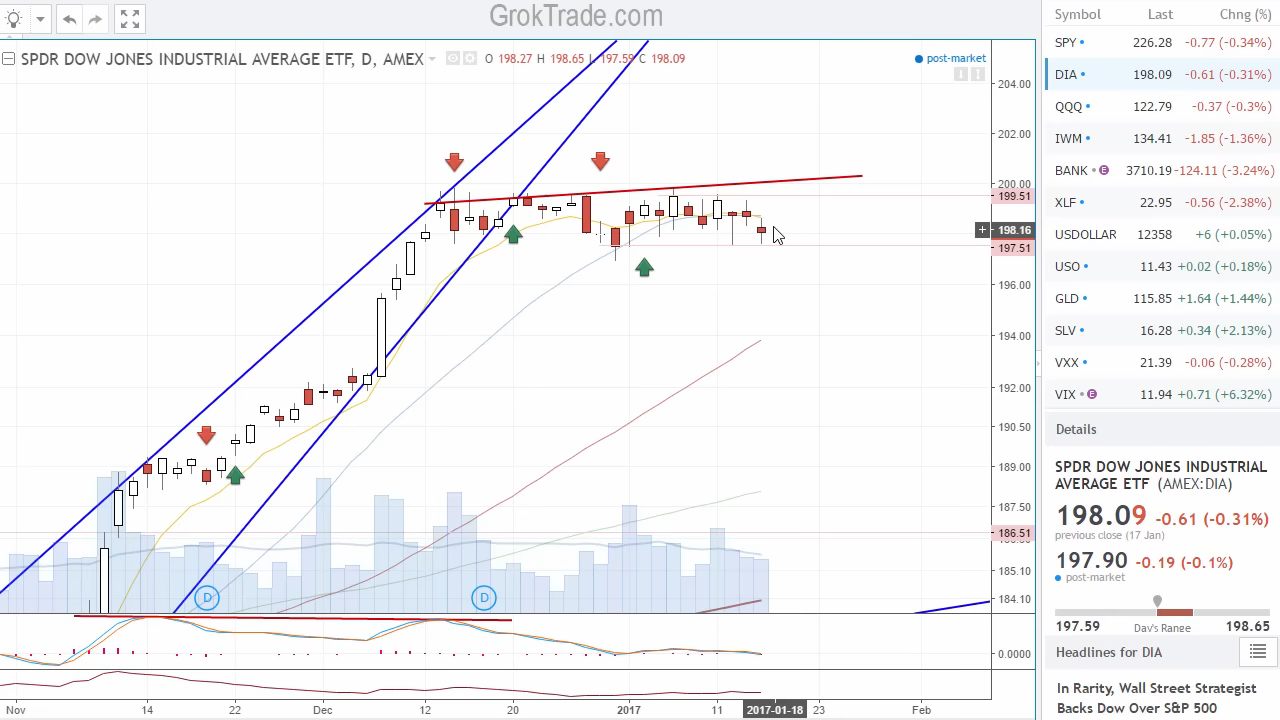 GrokTrade.com
SPDR DOW JONES INDUSTRIAL AVERAGE ETF, D, AMEX O 198.27 H 198.65 L 197.59 C 198.09
post-market
204.00
202.00
200.00
199.51
198.16
197.51
196.00
194.00
192.00
190.50
189.00
187.50
186.51
185.10
184.10
0.0000
D D
Nov 14 22 Dec 12 20 2017 11 2017-01-18 23 Feb
Symbol Last Chng (%)
SPY 226.28 -0.77 (-0.34%)
DIA 198.09 -0.61 (-0.31%)
QQQ 122.79 -0.37 (-0.3%)
IWM 134.41 -1.85 (-1.36%)
BANK E 3710.19 -124.11 (-3.24%)
XLF 22.95 -0.56 (-2.38%)
USDOLLAR 12358 +6 (+0.05%)
USO 11.43 +0.02 (+0.18%)
GLD 115.85 +1.64 (+1.44%)
SLV 16.28 +0.34 (+2.13%)
VXX 21.39 -0.06 (-0.28%)
VIX E 11.94 +0.71 (+6.32%)
Details
SPDR DOW JONES INDUSTRIAL
AVERAGE ETF (AMEX:DIA)
198.09 -0.61 (-0.31%)
previous close (17 Jan)
197.90 -0.19 (-0.1%)
post-market
197.59 Day's Range 198.65
Headlines for DIA
In Rarity, Wall Street Strategist
Backs Dow Over S&P 500